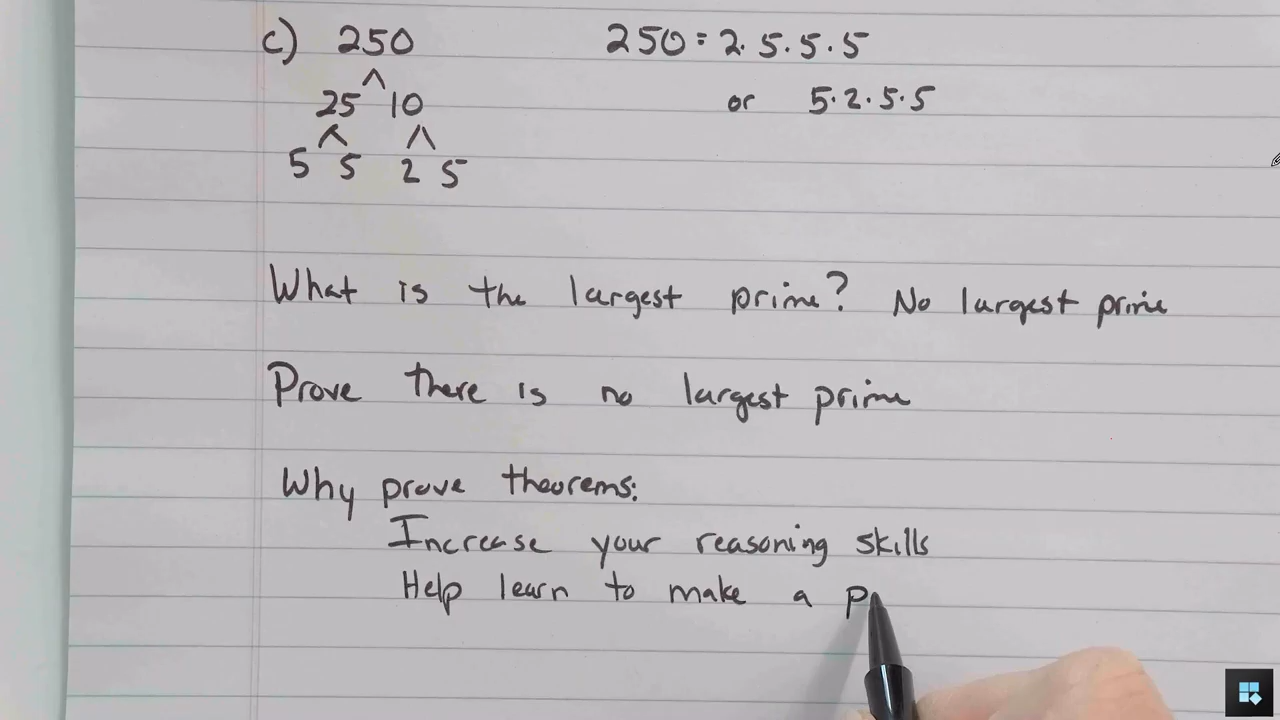 c) 250 250 = 2 · 5 · 5 · 5
25 10 or 5 · 2 · 5 · 5
5 5 2 5
What is the largest prime? No largest prime
Prove there is no largest prime
Why prove theorems:
Increase your reasoning skills
Help learn to make a p